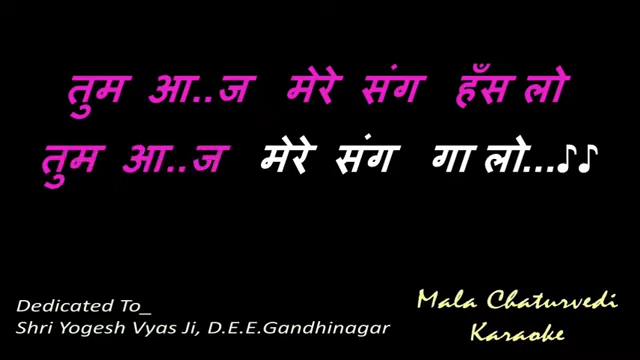 तुम आ..ज मेरे संग हँस लो
तुम आ..ज मेरे संग गा लो...♪♪
Dedicated To_
Shri Yogesh Vyas Ji, D.E.E.Gandhinagar
Mala Chaturvedi
Karaoke